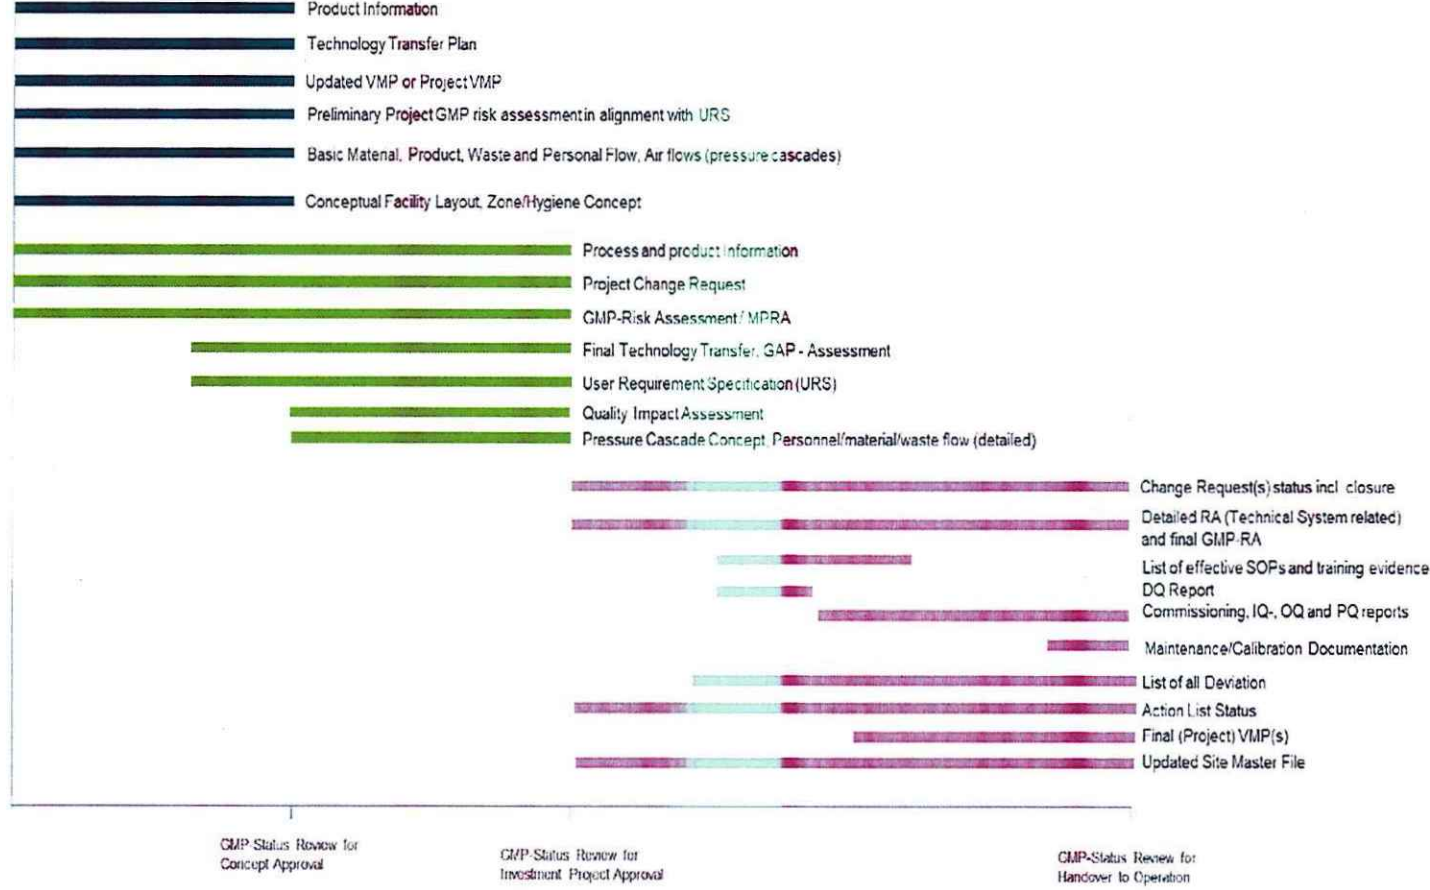 Product Information
Technology Transfer Plan
Updated VMP or Project VMP
Preliminary Project GMP risk assessment in alignment with URS
Basic Material, Product, Waste and Personal Flow, Air flows (pressure cascades)
Conceptual Facility Layout, Zone/Hygiene Concept
Process and product information
Project Change Request
GMP-Risk Assessment / MPRA
Final Technology Transfer, GAP - Assessment
User Requirement Specification (URS)
Quality Impact Assessment
Pressure Cascade Concept, Personnel/material/waste flow (detailed)
Change Request(s) status incl. closure
Detailed RA (Technical System related)
and final GMP-RA
List of effective SOPs and training evidence
DQ Report
Commissioning, IQ-, OQ and PQ reports
Maintenance/Calibration Documentation
List of all Deviation
Action List Status
Final (Project) VMP(s)
Updated Site Master File
GMP-Status Review for
Concept Approval
GMP-Status Review for
Investment Project Approval
GMP-Status Review for
Handover to Operation